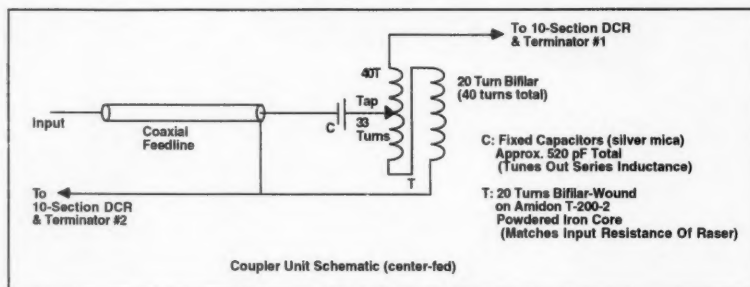 To 10-Section DCR
& Terminator #1
40T
20 Turn Bifilar
(40 turns total)
Tap
Input
Coaxial
Feedline
C
33
Turns
C: Fixed Capacitors (silver mica)
Approx. 520 pF Total
(Tunes Out Series Inductance)
T
To
10-Section DCR
& Terminator #2
T: 20 Turns Bifilar-Wound
on Amidon T-200-2
Powdered Iron Core
(Matches Input Resistance Of Raser)
Coupler Unit Schematic (center-fed)